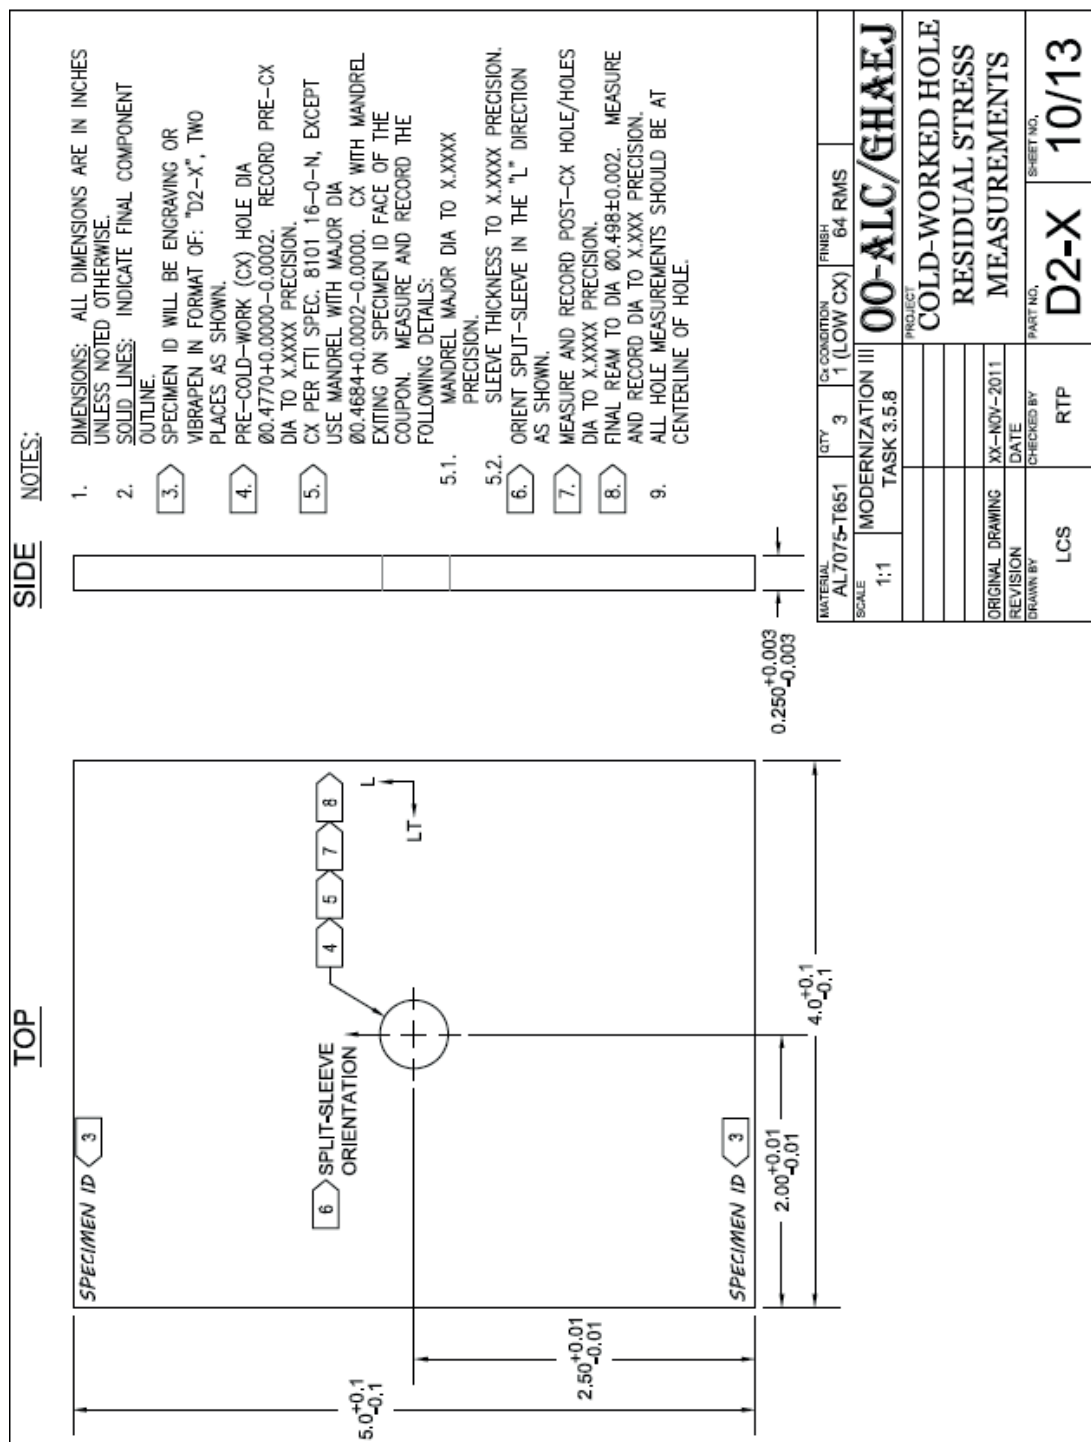 TOP
SIDE
NOTES:
1. DIMENSIONS: ALL DIMENSIONS ARE IN INCHES
UNLESS NOTED OTHERWISE.
2. SOLID LINES: INDICATE FINAL COMPONENT
OUTLINE.
3. SPECIMEN ID WILL BE ENGRAVING OR
VIBRAPEN IN FORMAT OF: "D2-X", TWO
PLACES AS SHOWN.
4. PRE-COLD-WORK (CX) HOLE DIA
Ø0.4770+0.0000-0.0002. RECORD PRE-CX
DIA TO X.XXXX PRECISION.
5. CX PER FTI SPEC. 8101 16-0-N, EXCEPT
USE MANDREL WITH MAJOR DIA
Ø0.4684+0.0002-0.0000. CX WITH MANDREL
EXITING ON SPECIMEN ID FACE OF THE
COUPON. MEASURE AND RECORD THE
FOLLOWING DETAILS:
5.1. MANDREL MAJOR DIA TO X.XXXX
PRECISION.
5.2. SLEEVE THICKNESS TO X.XXXX PRECISION.
6. ORIENT SPLIT-SLEEVE IN THE "L" DIRECTION
AS SHOWN.
7. MEASURE AND RECORD POST-CX HOLE/HOLES
DIA TO X.XXXX PRECISION.
8. FINAL REAM TO DIA Ø0.498±0.002. MEASURE
AND RECORD DIA TO X.XXX PRECISION.
9. ALL HOLE MEASUREMENTS SHOULD BE AT
CENTERLINE OF HOLE.
SPECIMEN ID 3
6 SPLIT-SLEEVE
ORIENTATION
4 5 7 8
L
LT
SPECIMEN ID 3
5.0+0.1
-0.1
2.50+0.01
-0.01
2.00+0.01
-0.01
4.0+0.1
-0.1
0.250+0.003
-0.003
MATERIAL
AL7075-T651
QTY
3
Cx CONDITION
1 (LOW CX)
FINISH
64 RMS
SCALE
1:1
MODERNIZATION III
TASK 3.5.8
OO-ALC/GHAEJ
PROJECT
COLD-WORKED HOLE
RESIDUAL STRESS
MEASUREMENTS
ORIGINAL DRAWING
XX-NOV-2011
REVISION
DATE
DRAWN BY
LCS
CHECKED BY
RTP
PART NO.
D2-X
SHEET NO.
10/13